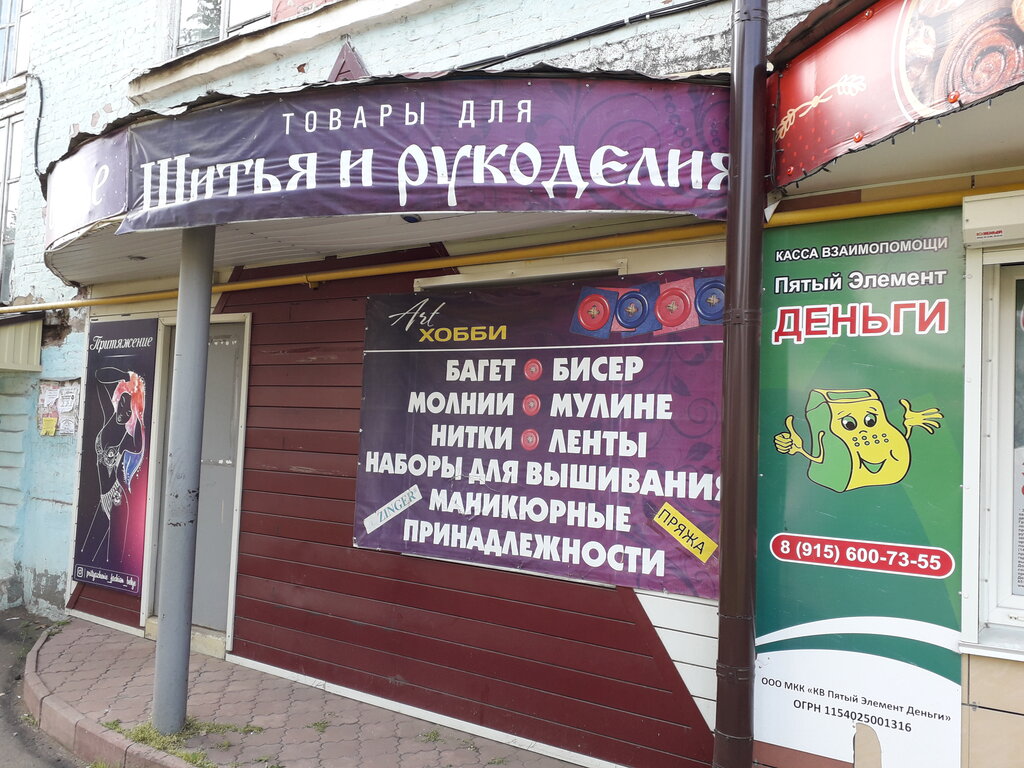 ТОВАРЫ ДЛЯ
Шитья и рукоделия
Притяжение
Art
ХОББИ
БАГЕТ БИСЕР
МОЛНИИ МУЛИНЕ
НИТКИ ЛЕНТЫ
НАБОРЫ ДЛЯ ВЫШИВАНИЯ
ZINGER
МАНИКЮРНЫЕ
ПРЯЖА
ПРИНАДЛЕЖНОСТИ
КАССА ВЗАИМОПОМОЩИ
Пятый Элемент
ДЕНЬГИ
8 (915) 600-73-55
ООО МКК «КВ Пятый Элемент Деньги»
ОГРН 1154025001316